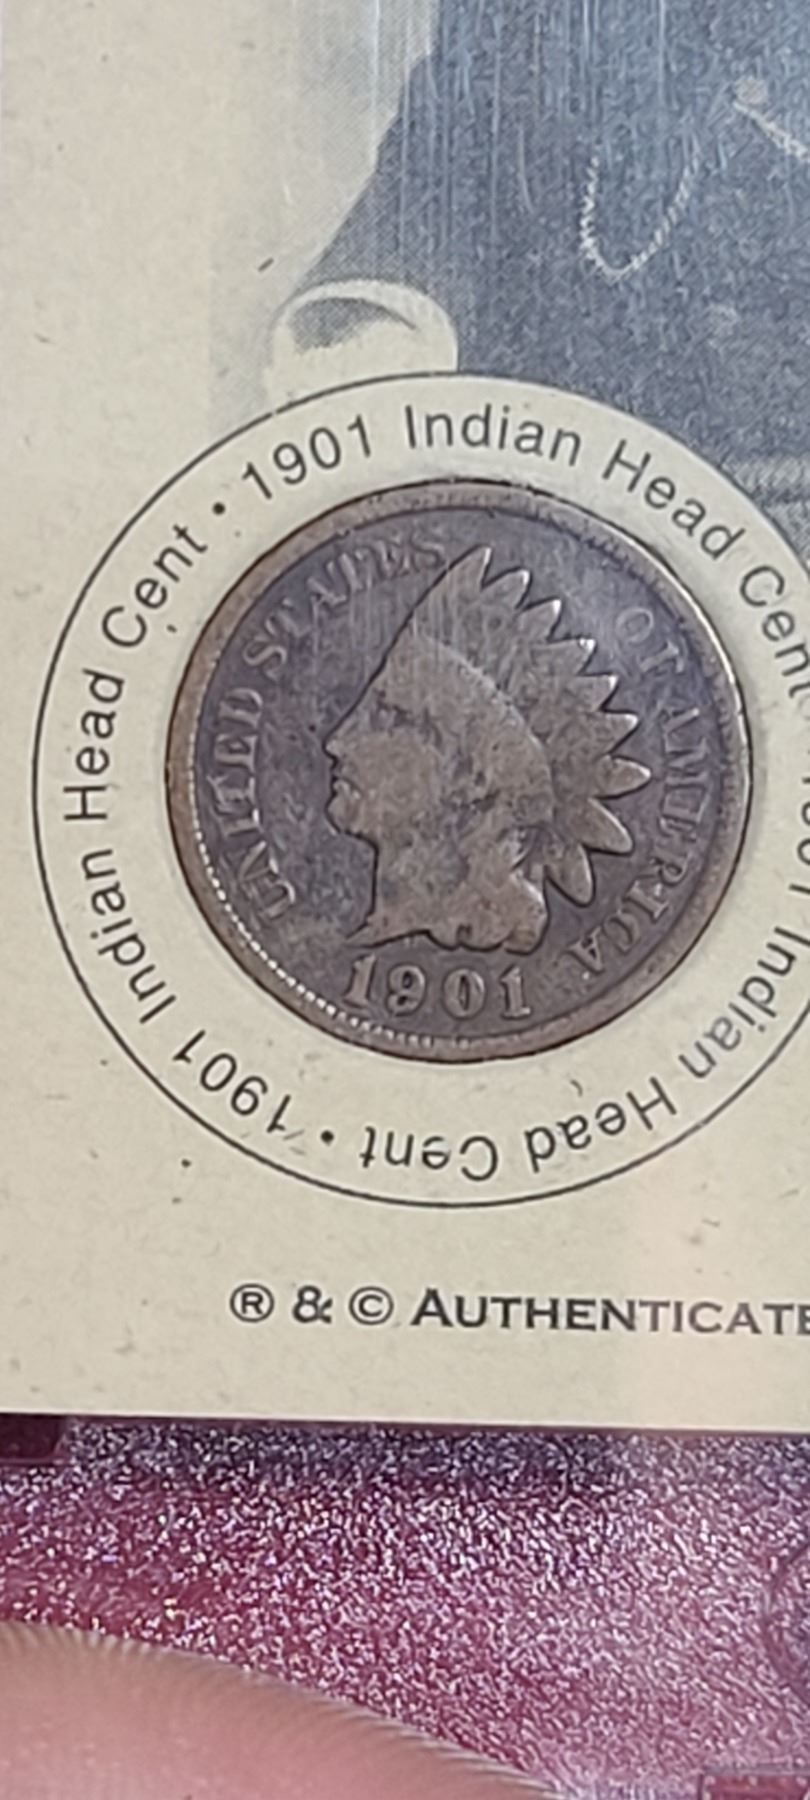 1901 Indian Head Cent • 1901 Indian Head Cent • 1901 Indian Head Cent •
UNITED STATES OF AMERICA
1901
® & © AUTHENTICATE